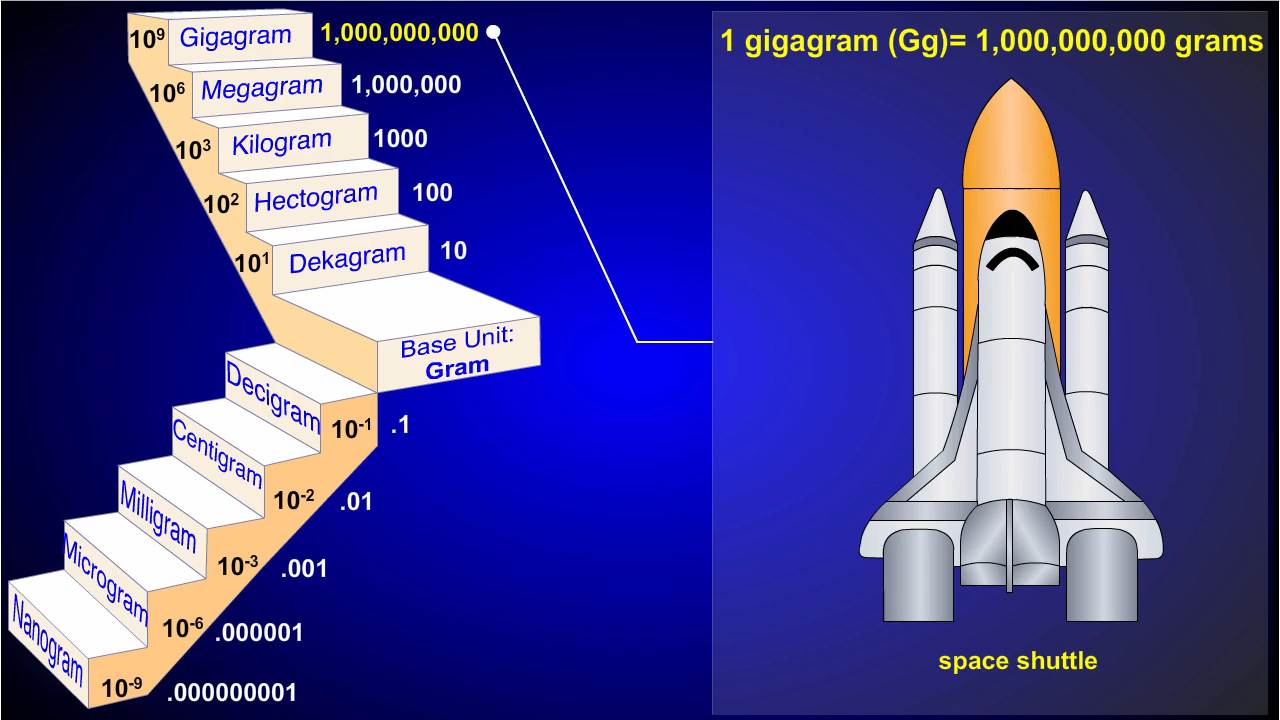 10⁹ Gigagram 1,000,000,000
10⁶ Megagram 1,000,000
10³ Kilogram 1000
10² Hectogram 100
10¹ Dekagram 10
Base Unit:
Gram
Decigram 10⁻¹ .1
Centigram 10⁻² .01
Milligram 10⁻³ .001
Microgram 10⁻⁶ .000001
Nanogram 10⁻⁹ .000000001
1 gigagram (Gg)= 1,000,000,000 grams
space shuttle